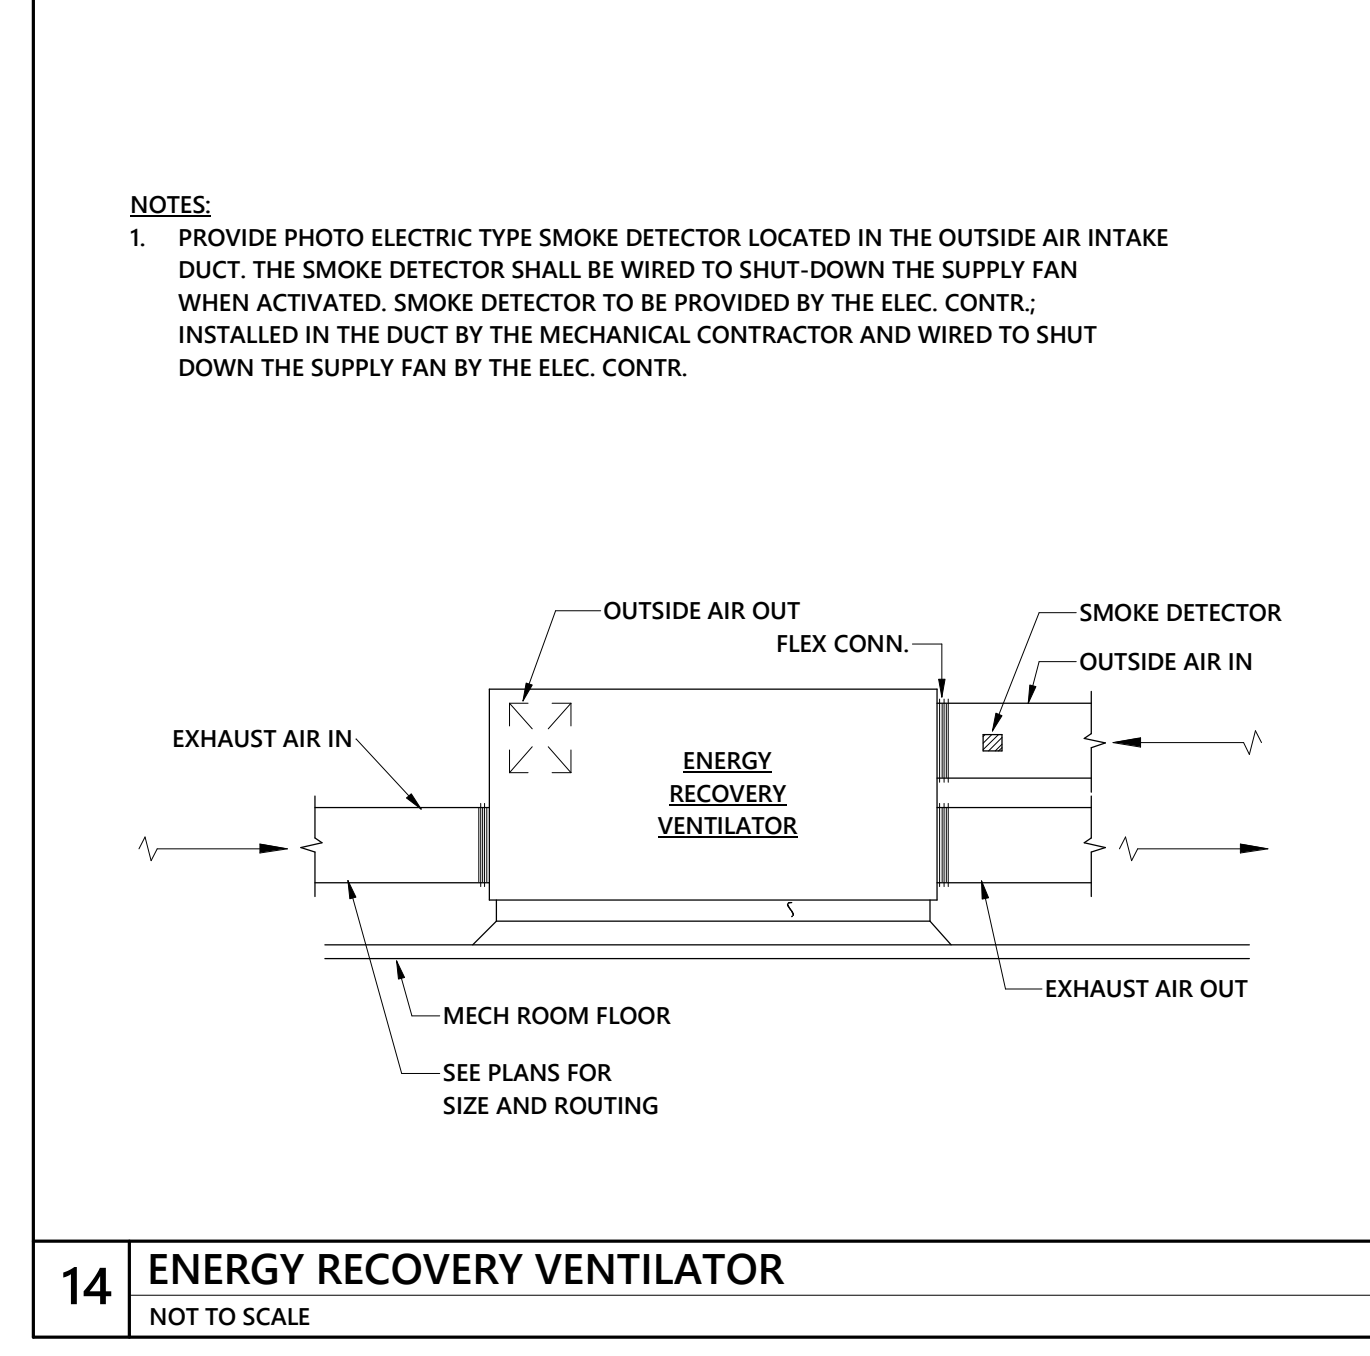 NOTES:
1. PROVIDE PHOTO ELECTRIC TYPE SMOKE DETECTOR LOCATED IN THE OUTSIDE AIR INTAKE
DUCT. THE SMOKE DETECTOR SHALL BE WIRED TO SHUT-DOWN THE SUPPLY FAN
WHEN ACTIVATED. SMOKE DETECTOR TO BE PROVIDED BY THE ELEC. CONTR.;
INSTALLED IN THE DUCT BY THE MECHANICAL CONTRACTOR AND WIRED TO SHUT
DOWN THE SUPPLY FAN BY THE ELEC. CONTR.
OUTSIDE AIR OUT
SMOKE DETECTOR
FLEX CONN.
OUTSIDE AIR IN
EXHAUST AIR IN
ENERGY
RECOVERY
VENTILATOR
EXHAUST AIR OUT
MECH ROOM FLOOR
SEE PLANS FOR
SIZE AND ROUTING
14
ENERGY RECOVERY VENTILATOR
NOT TO SCALE